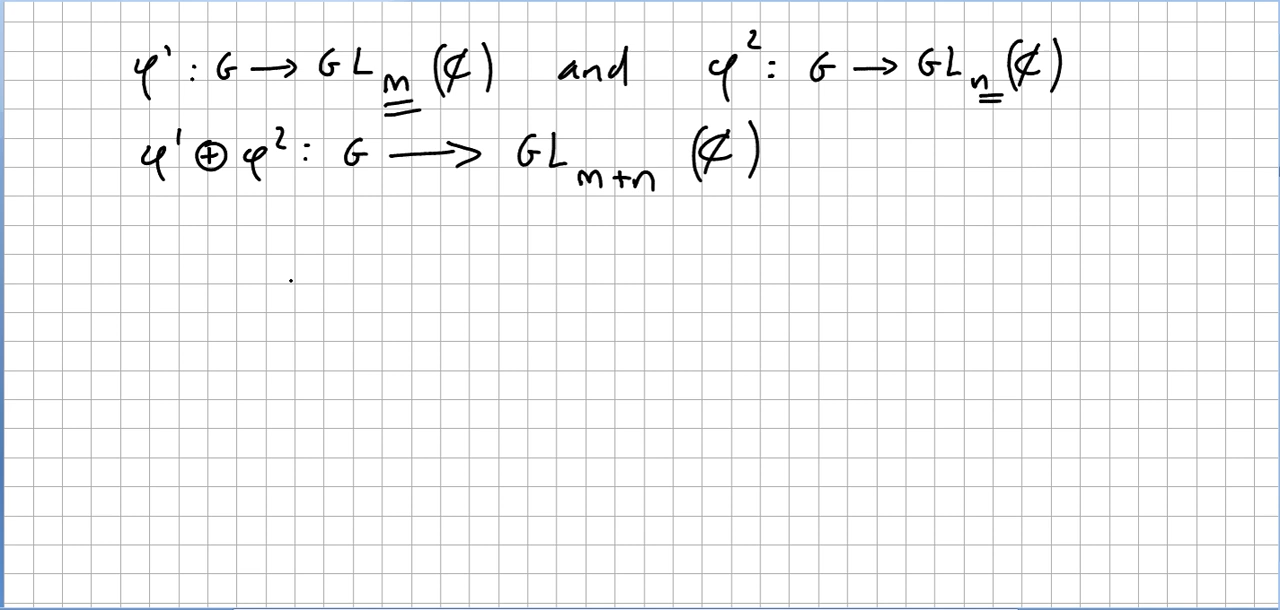 φ¹ : G → GL_m (ℂ) and φ² : G → GL_n (ℂ)
φ¹ ⊕ φ² : G → GL_{m+n} (ℂ)